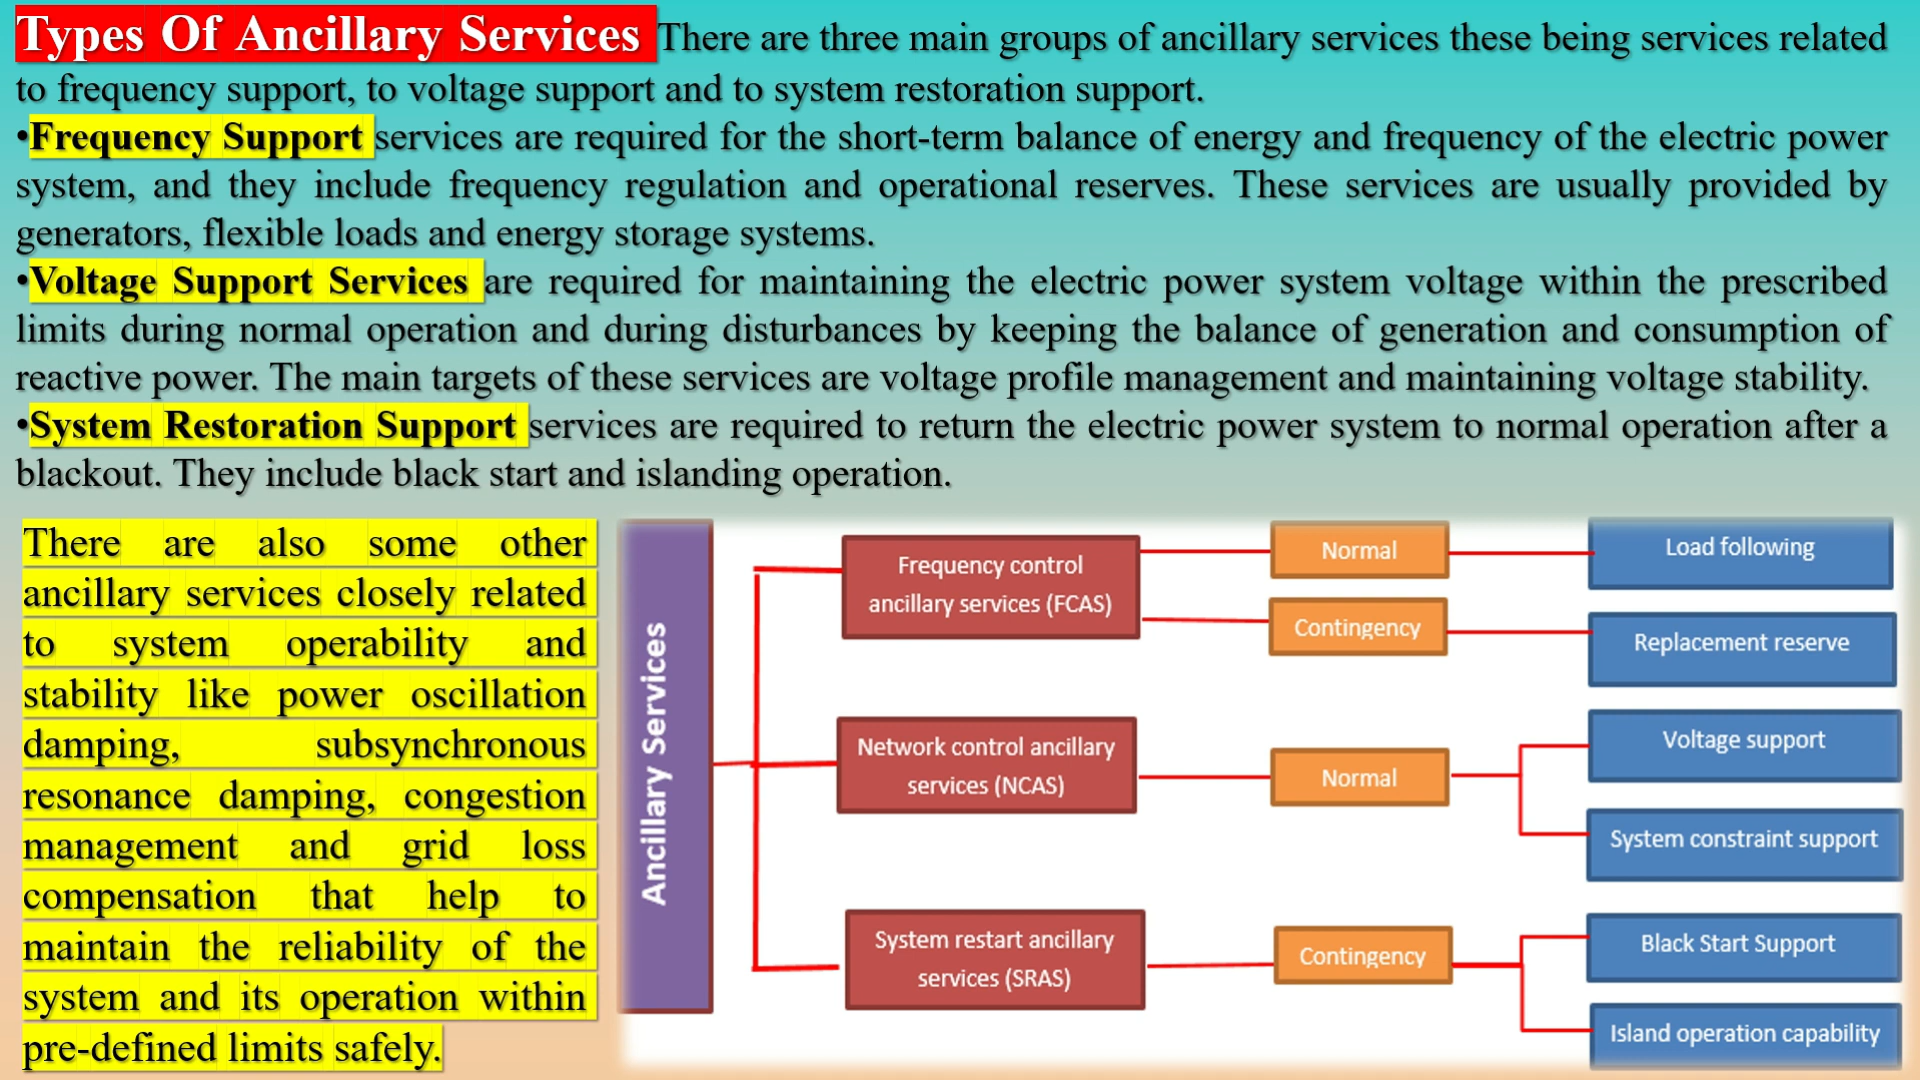 Types Of Ancillary Services There are three main groups of ancillary services these being services related
to frequency support, to voltage support and to system restoration support.
•Frequency Support services are required for the short-term balance of energy and frequency of the electric power
system, and they include frequency regulation and operational reserves. These services are usually provided by
generators, flexible loads and energy storage systems.
•Voltage Support Services are required for maintaining the electric power system voltage within the prescribed
limits during normal operation and during disturbances by keeping the balance of generation and consumption of
reactive power. The main targets of these services are voltage profile management and maintaining voltage stability.
•System Restoration Support services are required to return the electric power system to normal operation after a
blackout. They include black start and islanding operation.
There are also some other
ancillary services closely related
to system operability and
stability like power oscillation
damping, subsynchronous
resonance damping, congestion
management and grid loss
compensation that help to
maintain the reliability of the
system and its operation within
pre-defined limits safely.
Ancillary Services
Frequency control
ancillary services (FCAS)
Normal
Load following
Contingency
Replacement reserve
Network control ancillary
services (NCAS)
Normal
Voltage support
System constraint support
System restart ancillary
services (SRAS)
Contingency
Black Start Support
Island operation capability